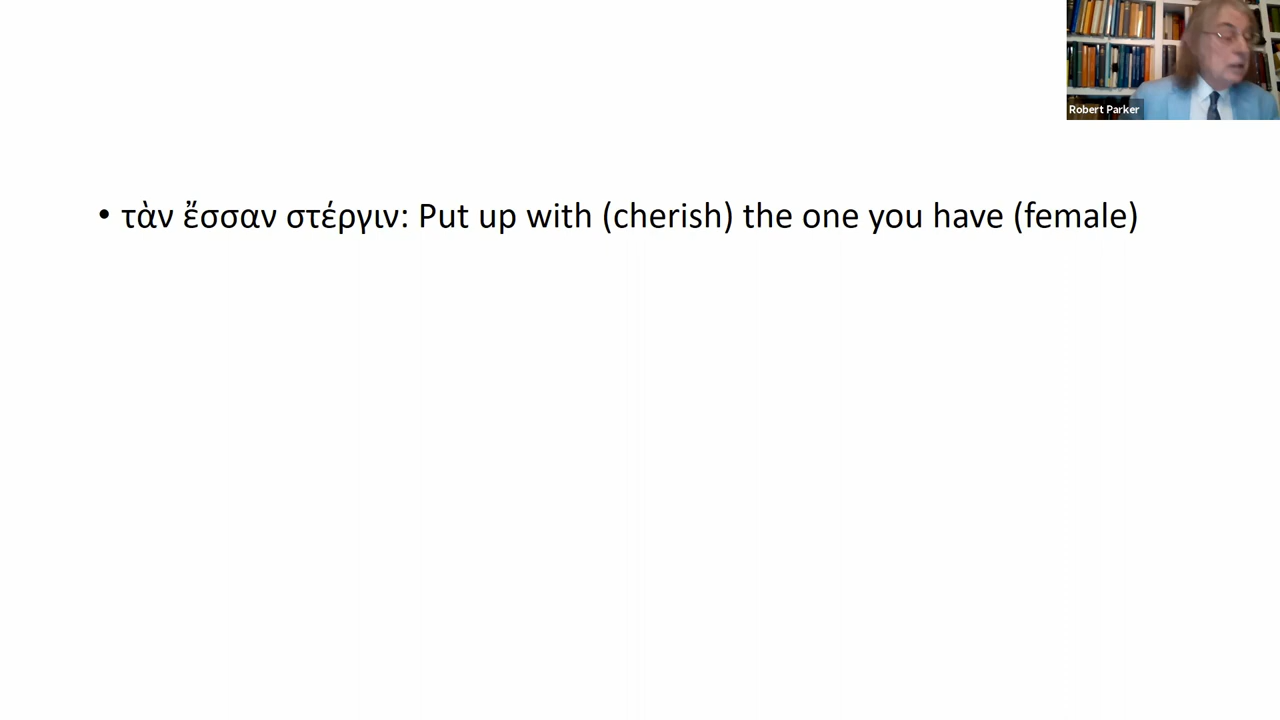 Robert Parker
• τὰν ἔσσαν στέργιν: Put up with (cherish) the one you have (female)